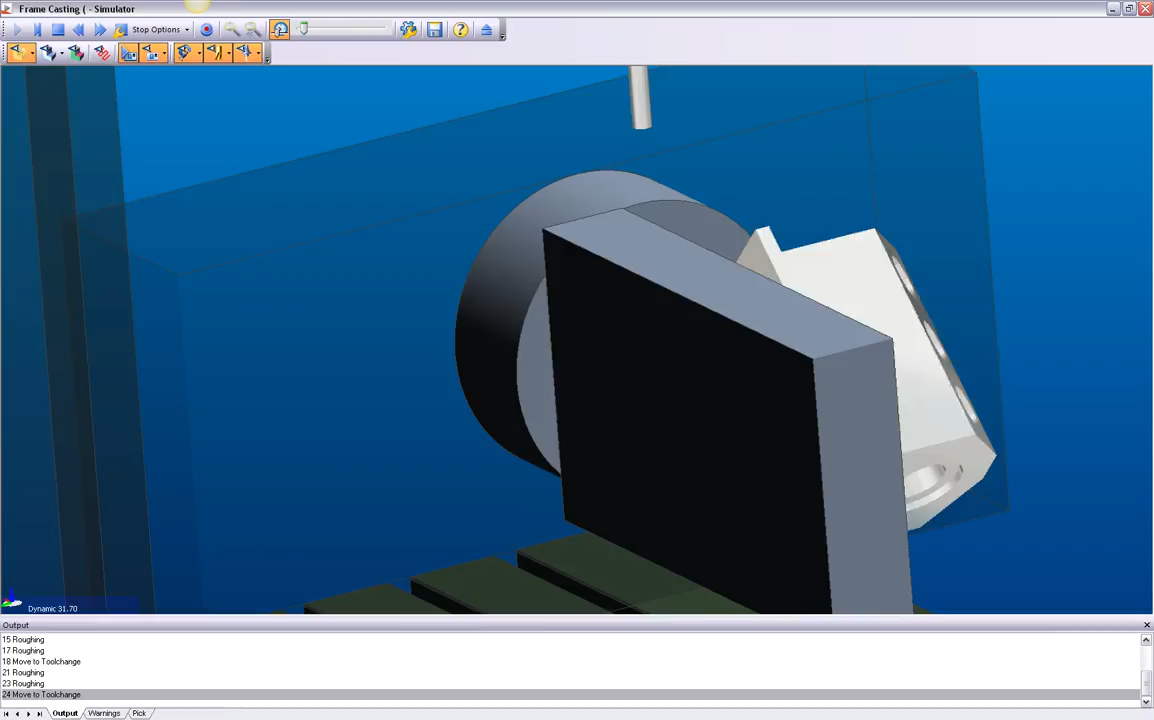 Frame Casting ( - Simulator
Stop Options
Dynamic 31.70
Output
15 Roughing
17 Roughing
18 Move to Toolchange
21 Roughing
23 Roughing
24 Move to Toolchange
Output Warnings Pick